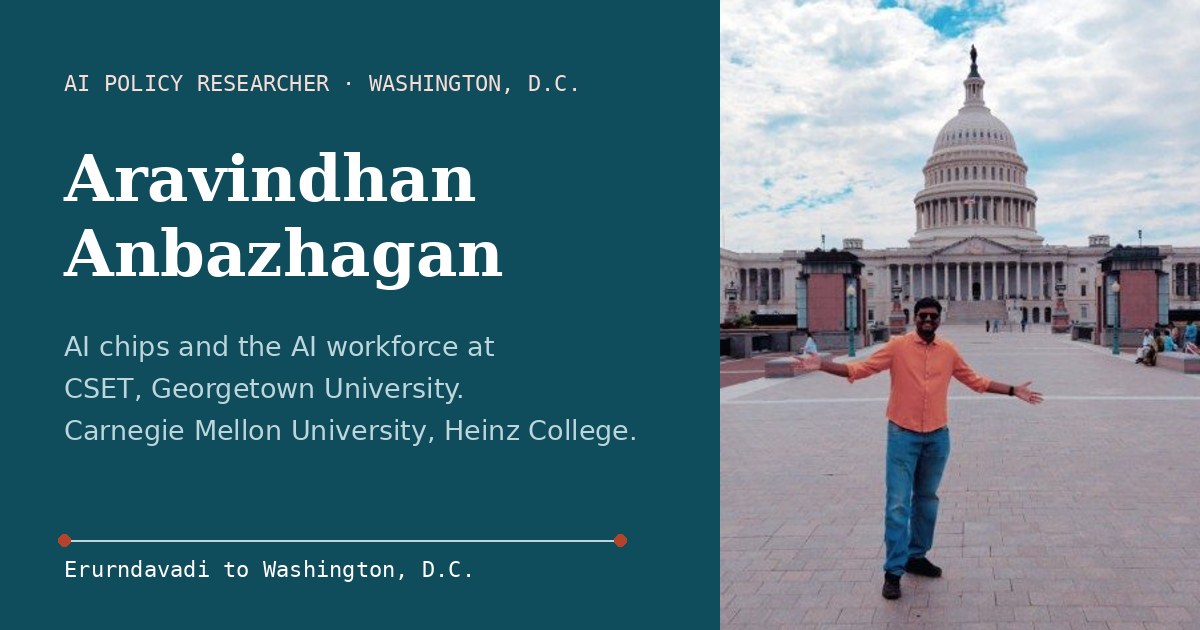 AI POLICY RESEARCHER · WASHINGTON, D.C.
Aravindhan
Anbazhagan
AI chips and the AI workforce at
CSET, Georgetown University.
Carnegie Mellon University, Heinz College.
Erurndavadi to Washington, D.C.